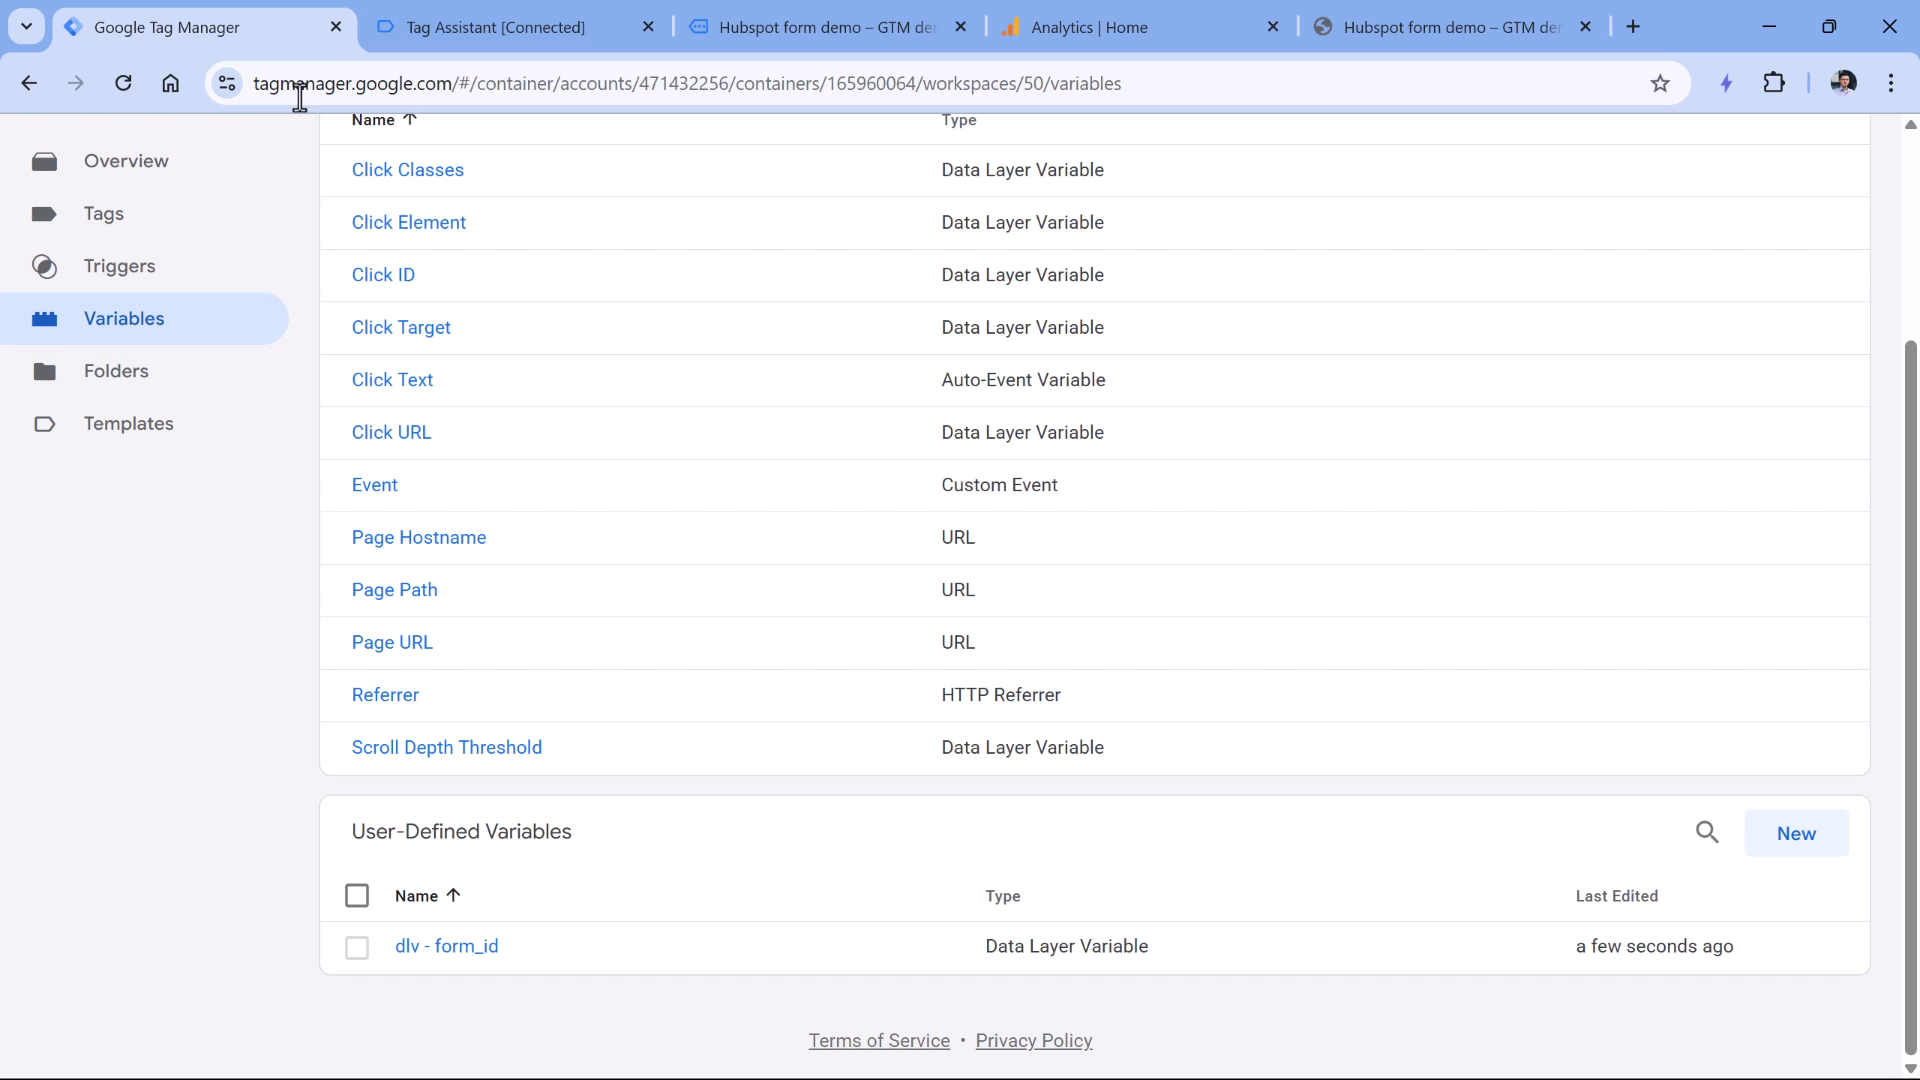 Google Tag Manager
Tag Assistant [Connected]
Hubspot form demo – GTM de
Analytics | Home
Hubspot form demo – GTM de
tagmanager.google.com/#/container/accounts/471432256/containers/165960064/workspaces/50/variables
Overview
Tags
Triggers
Variables
Folders
Templates
Name Type
Click Classes Data Layer Variable
Click Element Data Layer Variable
Click ID Data Layer Variable
Click Target Data Layer Variable
Click Text Auto-Event Variable
Click URL Data Layer Variable
Event Custom Event
Page Hostname URL
Page Path URL
Page URL URL
Referrer HTTP Referrer
Scroll Depth Threshold Data Layer Variable
User-Defined Variables New
Name Type Last Edited
dlv - form_id Data Layer Variable a few seconds ago
Terms of Service • Privacy Policy